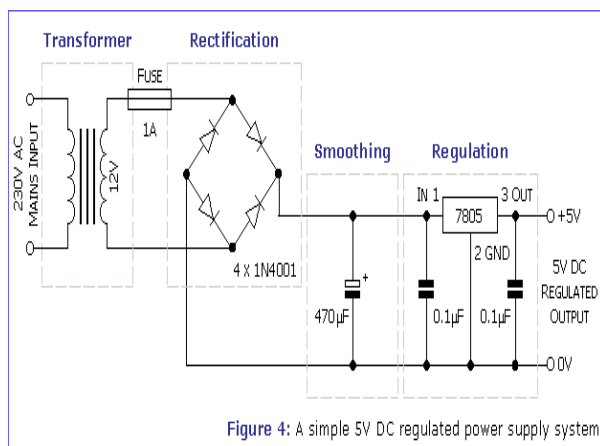 Transformer
Rectification
FUSE
1A
230V AC
MAINS INPUT
12V
4 x 1N4001
Smoothing
Regulation
IN 1
7805
3 OUT
2 GND
+5V
+
470µF
0.1µF
0.1µF
5V DC
REGULATED
OUTPUT
0V
Figure 4: A simple 5V DC regulated power supply system